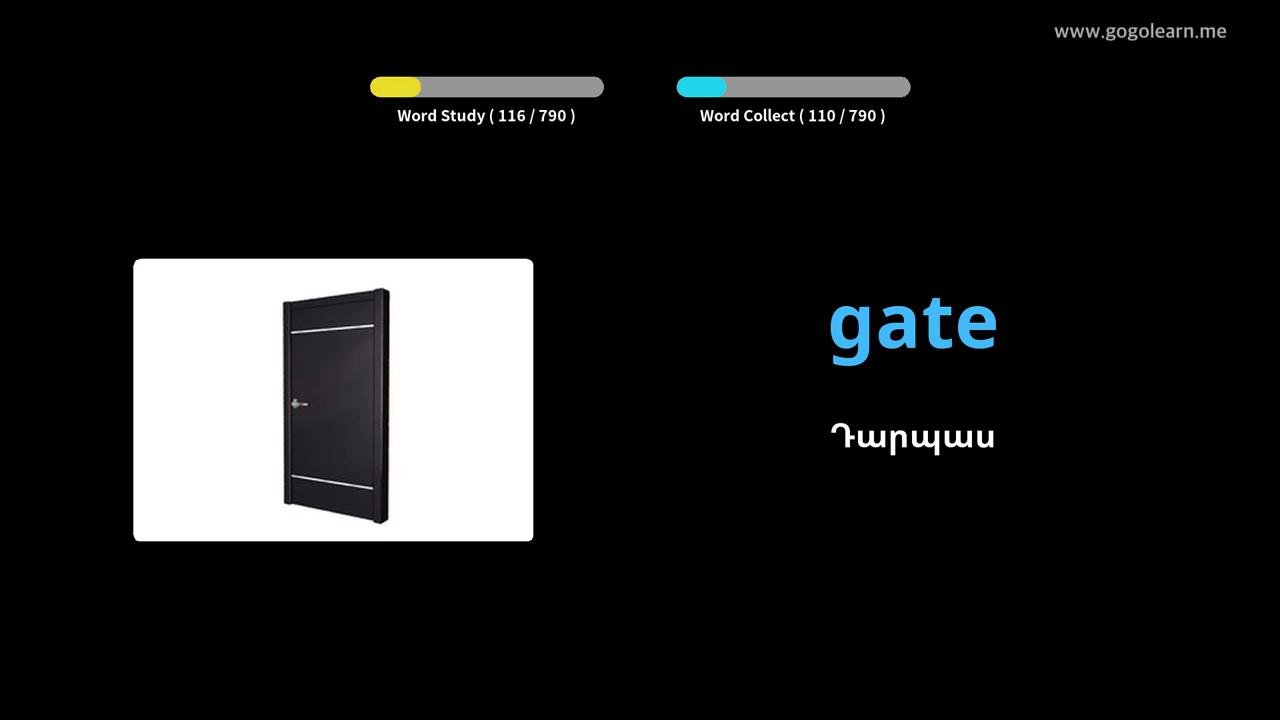 www.gogolearn.me
Word Study ( 116 / 790 )
Word Collect ( 110 / 790 )
gate
Դարպաս